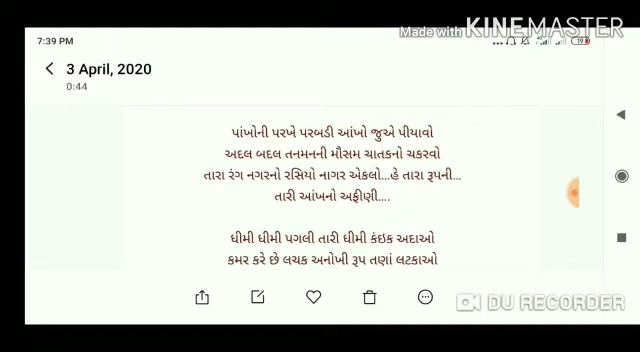 Made with KINEMASTER
7:39 PM
19
3 April, 2020
0:44
પાંખોની પરખે પરબડી આંખો જુએ પીયાવો
અદલ બદલ તનમનની મૌસમ ચાતકનો ચકરવો
તારા રંગ નગરનો રસિયો નાગર એકલો...હે તારા રૂપની...
તારી આંખનો અફીણી....
ધીમી ધીમી પગલી તારી ધીમી કંઇક અદાઓ
કમર કરે છે લચક અનોખી રૂપ તણાં લટકાઓ
DU RECORDER